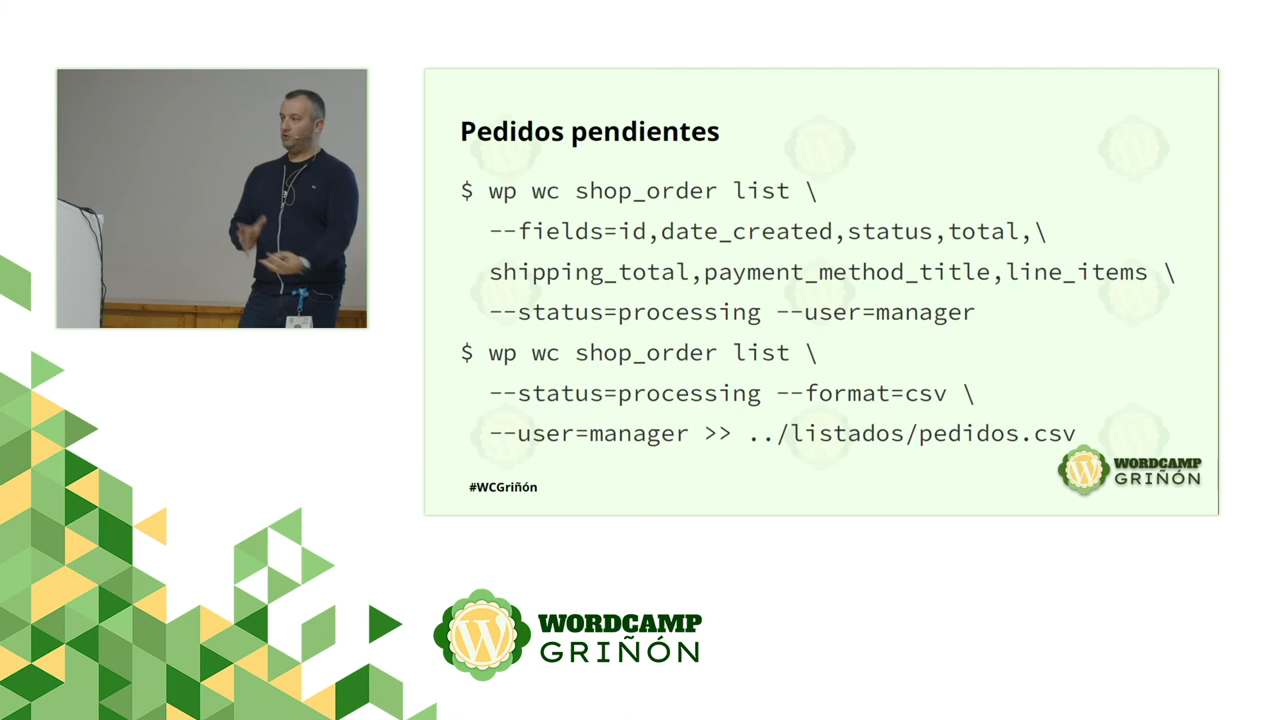 Pedidos pendientes
$ wp wc shop_order list \
--fields=id,date_created,status,total,\
shipping_total,payment_method_title,line_items \
--status=processing --user=manager
$ wp wc shop_order list \
--status=processing --format=csv \
--user=manager >> ../listados/pedidos.csv
#WCGriñón
WORDCAMP
GRIÑÓN
WORDCAMP
GRIÑÓN